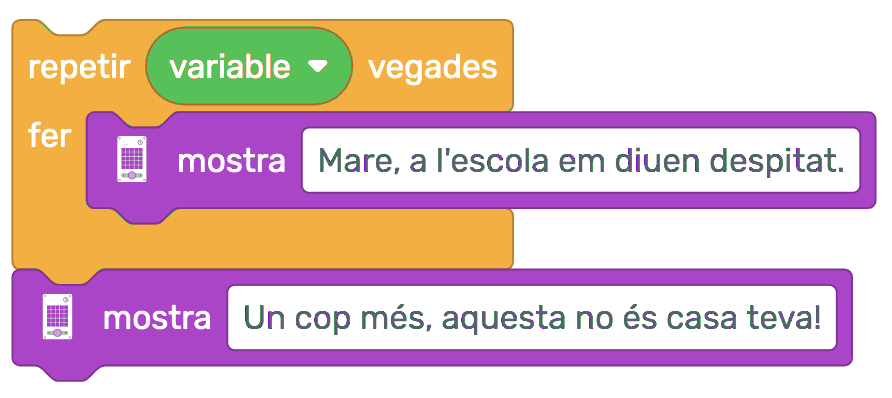 repetir variable vegades
fer
mostra Mare, a l'escola em diuen despitat.
mostra Un cop més, aquesta no és casa teva!